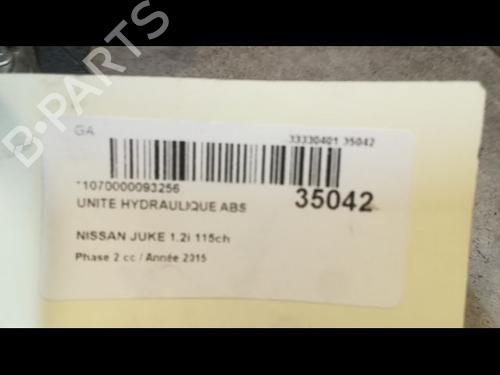 B-PARTS
GA
33330401 35042
*1070000093256
UNITE HYDRAULIQUE ABS
35042
NISSAN JUKE 1.2i 115ch
Phase 2 cc / Année 2015